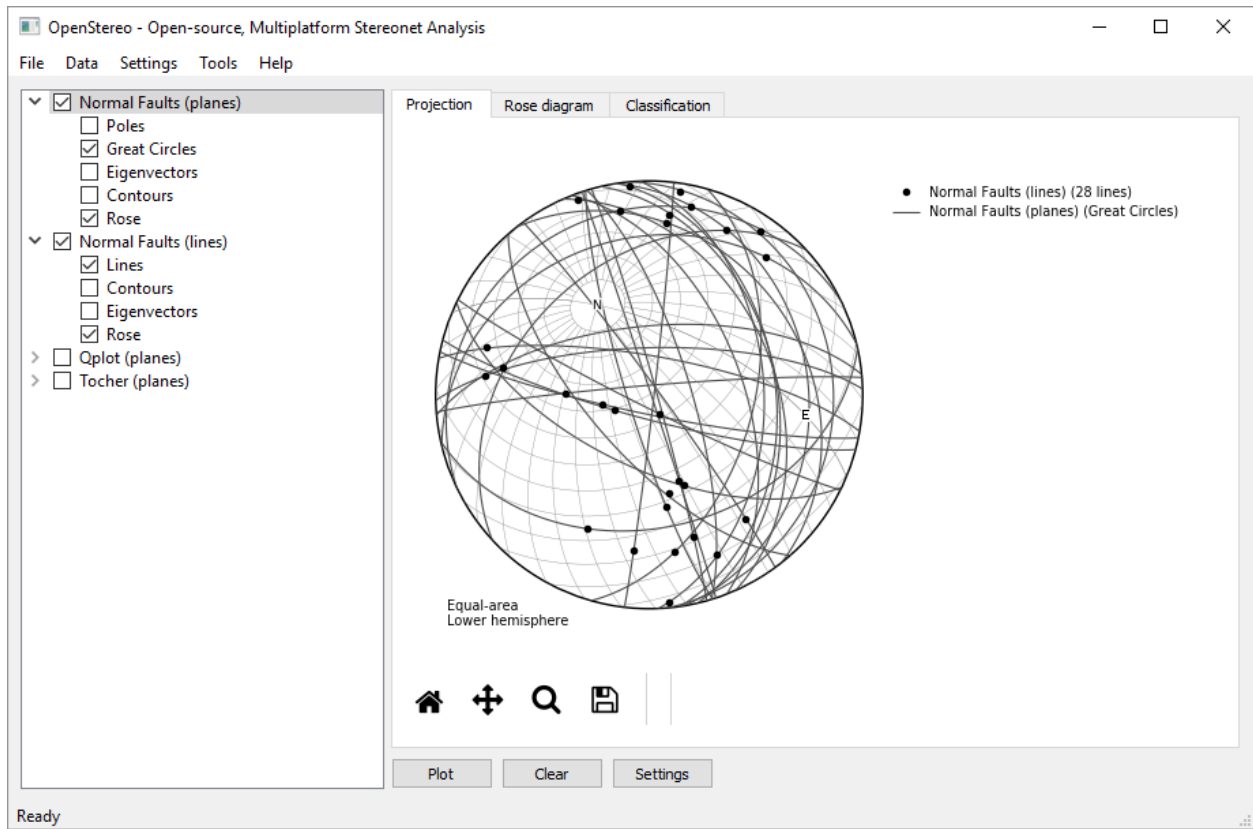 OpenStereo - Open-source, Multiplatform Stereonet Analysis
File Data Settings Tools Help
Normal Faults (planes)
Poles
Great Circles
Eigenvectors
Contours
Rose
Normal Faults (lines)
Lines
Contours
Eigenvectors
Rose
Qplot (planes)
Tocher (planes)
Projection Rose diagram Classification
Normal Faults (lines) (28 lines)
Normal Faults (planes) (Great Circles)
N
E
Equal-area
Lower hemisphere
Plot Clear Settings
Ready